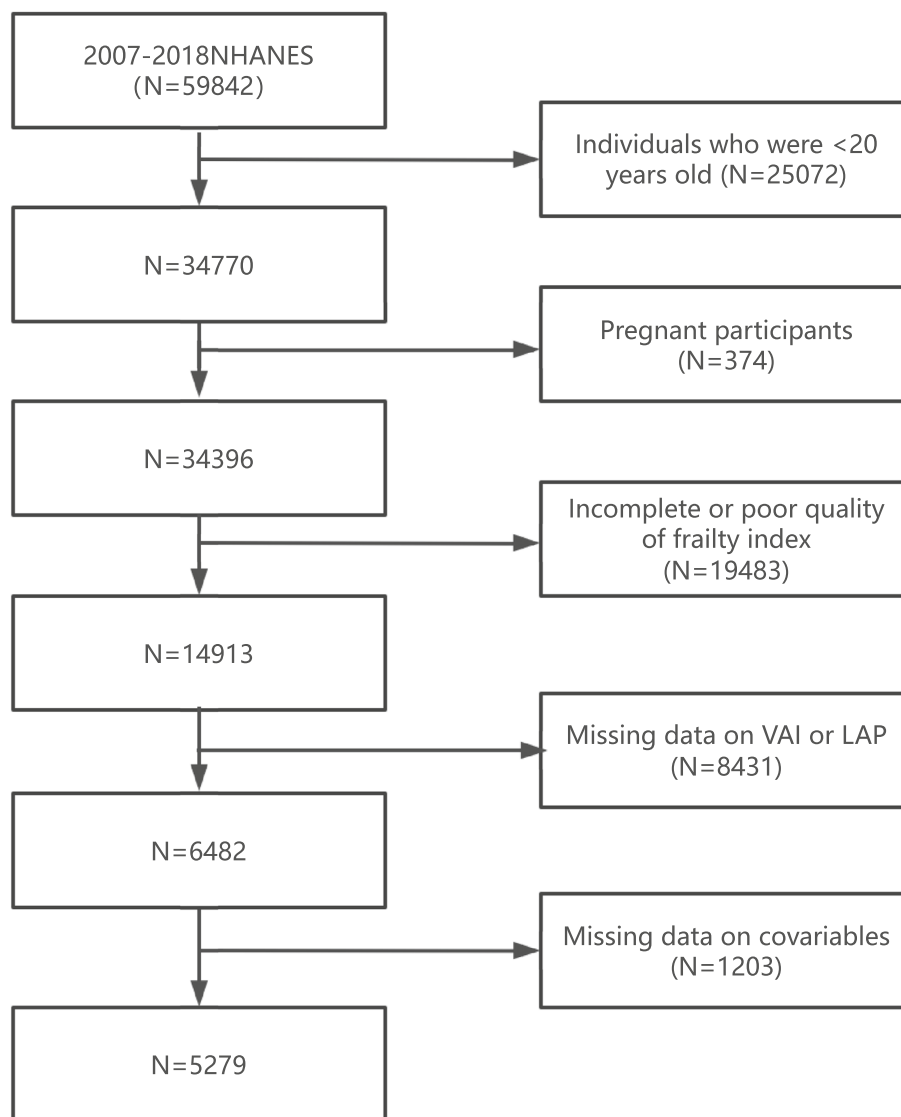 2007-2018NHANES
(N=59842)
Individuals who were <20
years old (N=25072)
N=34770
Pregnant participants
(N=374)
N=34396
Incomplete or poor quality
of frailty index
(N=19483)
N=14913
Missing data on VAI or LAP
(N=8431)
N=6482
Missing data on covariables
(N=1203)
N=5279